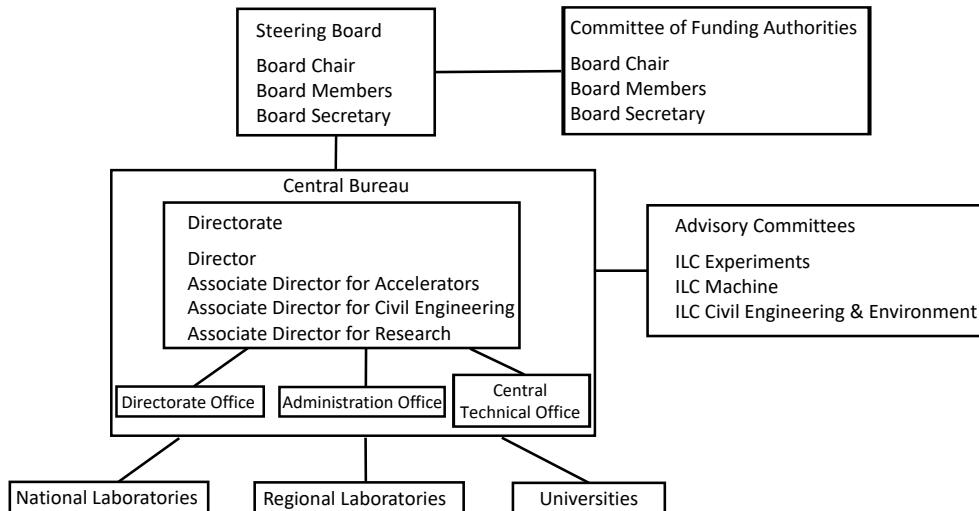 Steering Board
Board Chair
Board Members
Board Secretary
Committee of Funding Authorities
Board Chair
Board Members
Board Secretary
Central Bureau
Directorate
Director
Associate Director for Accelerators
Associate Director for Civil Engineering
Associate Director for Research
Advisory Committees
ILC Experiments
ILC Machine
ILC Civil Engineering & Environment
Directorate Office
Administration Office
Central
Technical Office
National Laboratories
Regional Laboratories
Universities